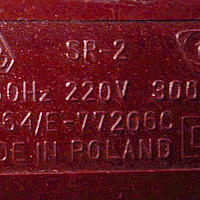 SR-2
50Hz 220V 300
64/E-77206C
DE IN POLAND